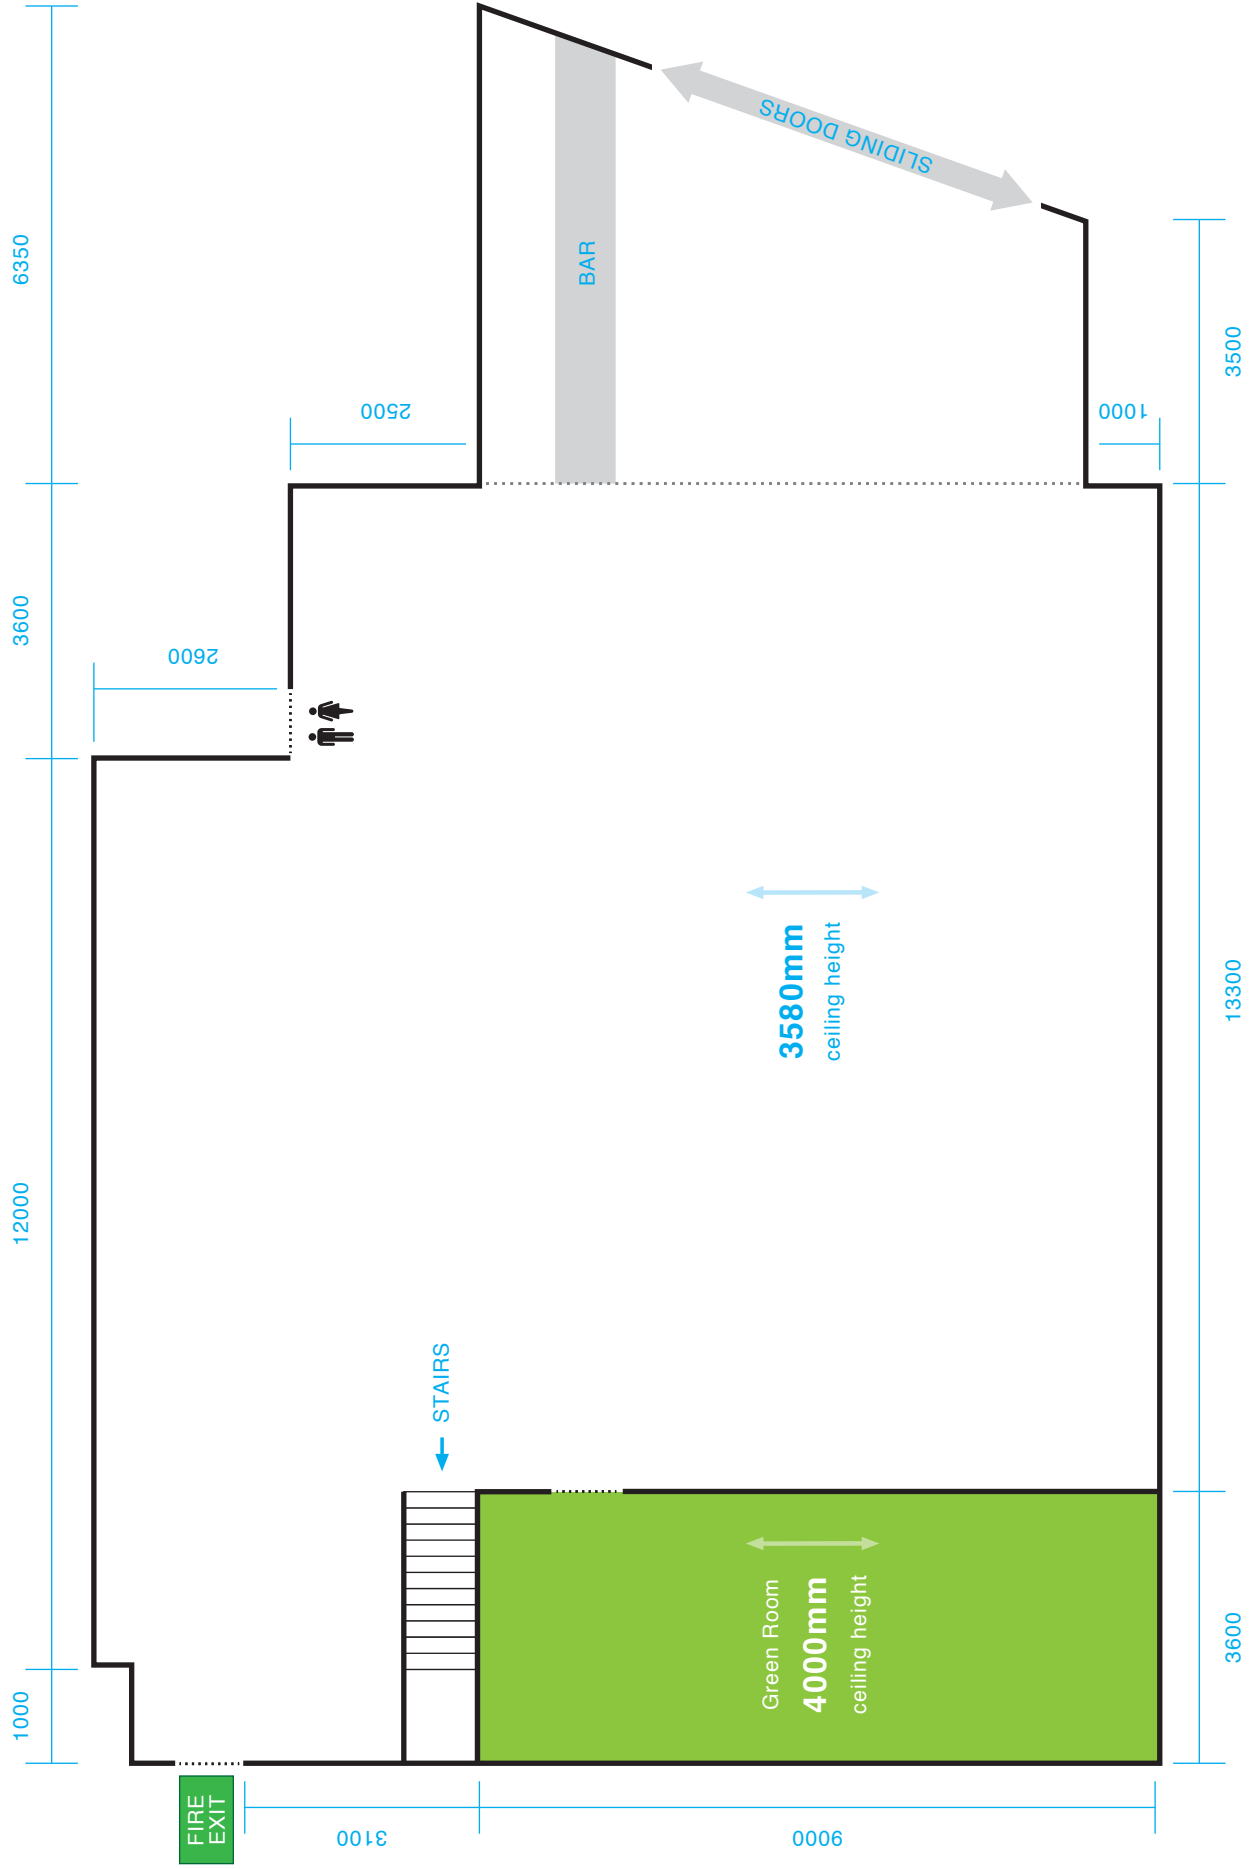 6350
3600
12000
1000
SLIDING DOORS
BAR
2500
1000
3500
2600
3580mm
ceiling height
13300
STAIRS
Green Room
4000mm
ceiling height
3600
FIRE
EXIT
3100
9000